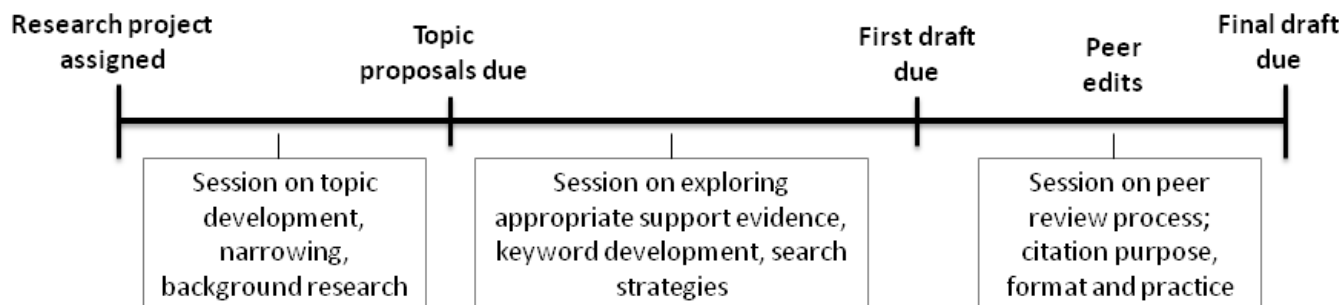 Research project
assigned
Topic
proposals due
First draft
due
Peer
edits
Final draft
due
Session on topic
development,
narrowing,
background research
Session on exploring
appropriate support evidence,
keyword development, search
strategies
Session on peer
review process;
citation purpose,
format and practice